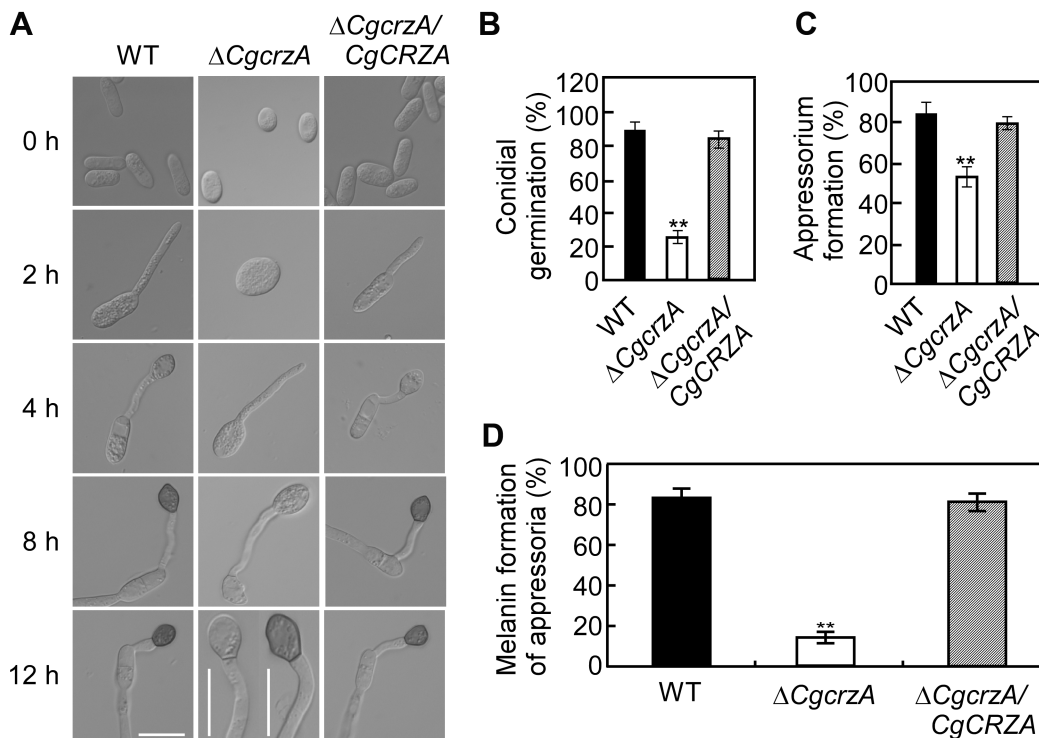 A
WT
ΔCgcrzA
ΔCgcrzA/
CgCRZA
0 h
2 h
4 h
8 h
12 h
B
Conidial
germination (%)
120
100
80
60
40
20
0
**
WT
ΔCgcrzA
ΔCgcrzA/
CgCRZA
C
Appressorium
formation (%)
100
80
60
40
20
0
**
WT
ΔCgcrzA
ΔCgcrzA/
CgCRZA
D
Melanin formation
of appressoria (%)
100
80
60
40
20
0
**
WT
ΔCgcrzA
ΔCgcrzA/
CgCRZA